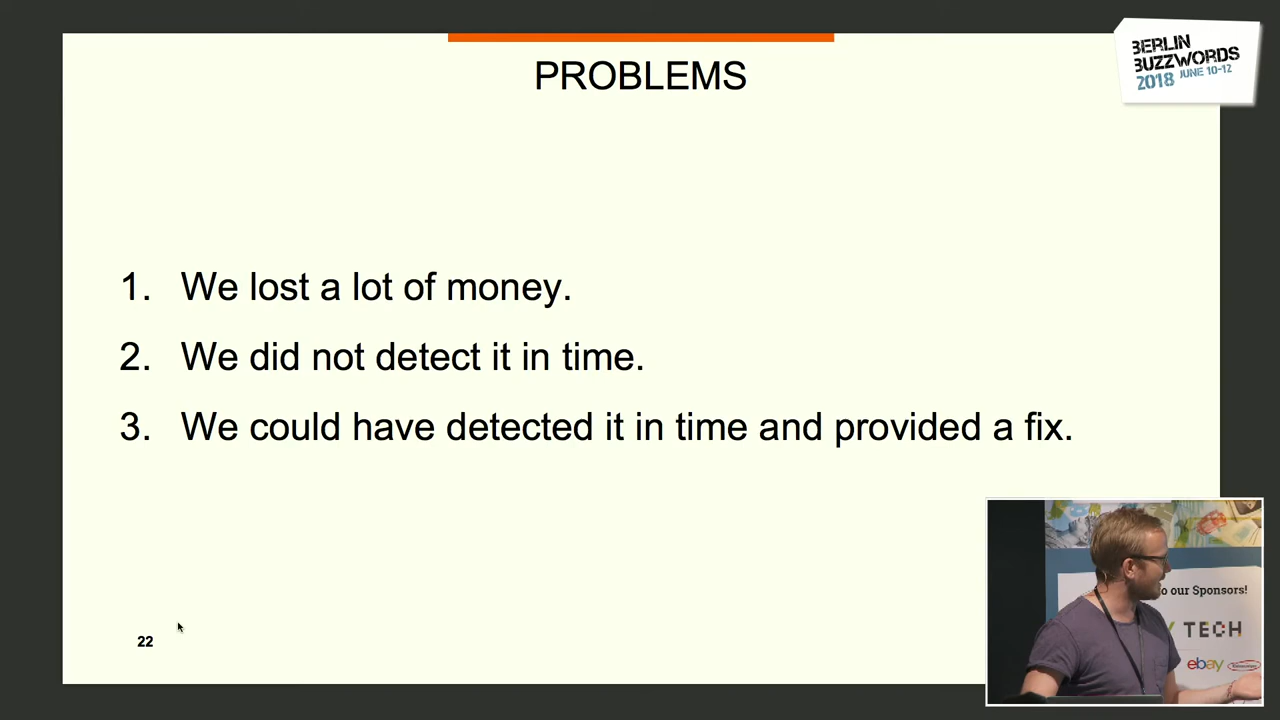 BERLIN
BUZZWORDS
2018 JUNE 10-12
PROBLEMS
1. We lost a lot of money.
2. We did not detect it in time.
3. We could have detected it in time and provided a fix.
22
o our Sponsors!
TECH
ebay